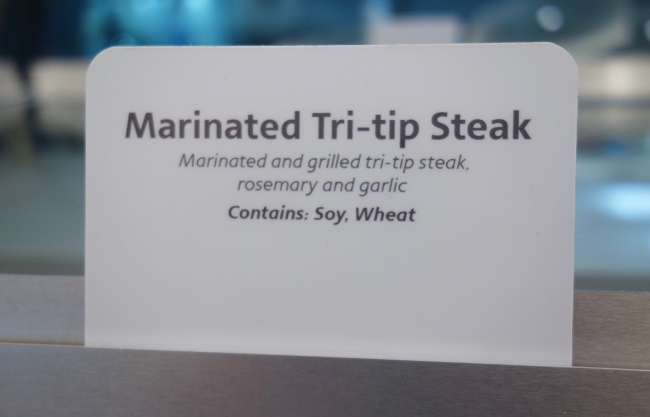 Marinated Tri-tip Steak
Marinated and grilled tri-tip steak,
rosemary and garlic
Contains: Soy, Wheat